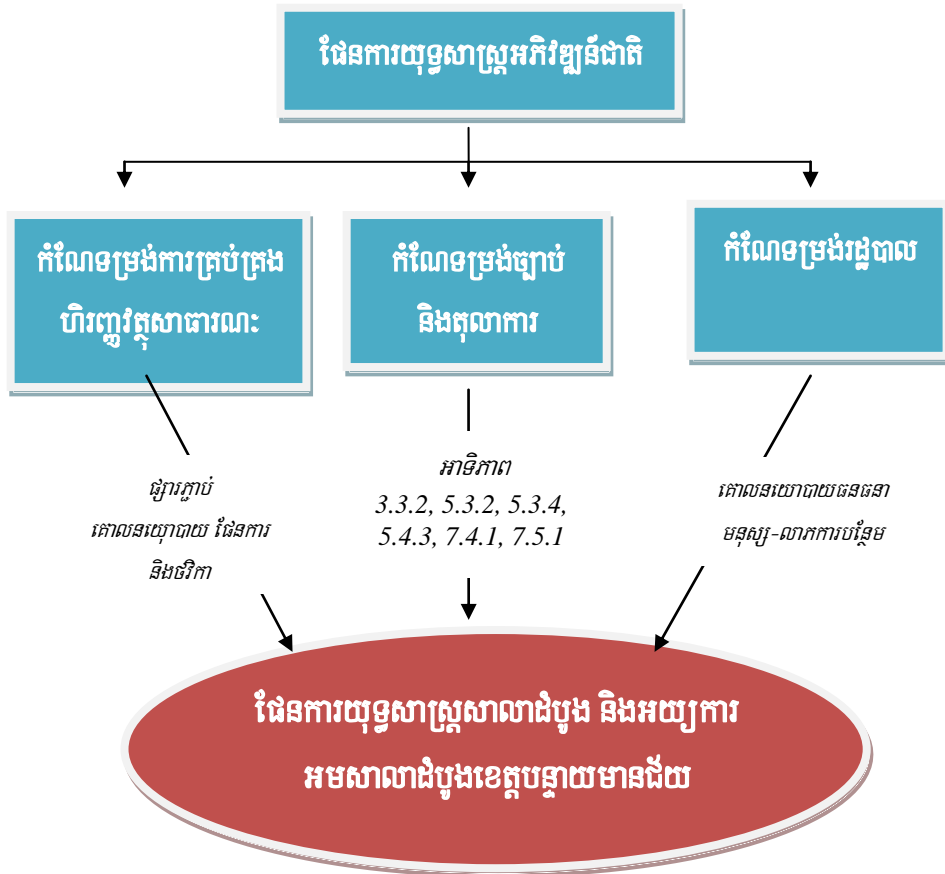 ផែនការយុទ្ធសាស្ត្រអភិវឌ្ឍន៍ជាតិ
កំណែទម្រង់ការគ្រប់គ្រង
ហិរញ្ញវត្ថុសាធារណៈ
កំណែទម្រង់ច្បាប់
និងតុលាការ
កំណែទម្រង់រដ្ឋបាល
ផ្សារភ្ជាប់
គោលនយោបាយ ផែនការ
និងថវិកា
អាទិភាព
3.3.2, 5.3.2, 5.3.4,
5.4.3, 7.4.1, 7.5.1
គោលនយោបាយធនធនា
មនុស្ស-លាភការបន្ថែម
ផែនការយុទ្ធសាស្ត្រសាលាដំបូង និងអយ្យការ
អមសាលាដំបូងខេត្តបន្ទាយមានជ័យ